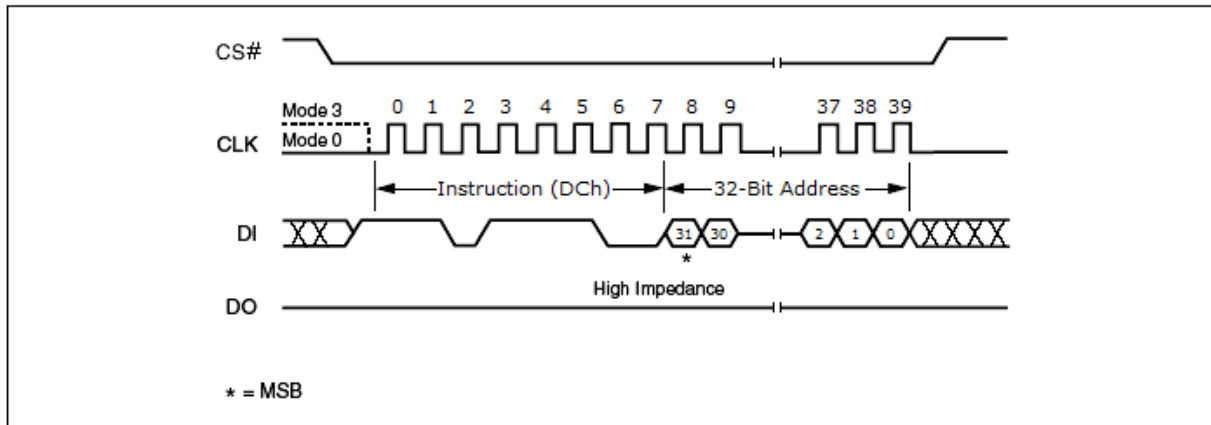 CS#
Mode 3 0 1 2 3 4 5 6 7 8 9 37 38 39
CLK Mode 0
Instruction (DCh) 32-Bit Address
DI 31 30 2 1 0
*
High Impedance
DO
* = MSB